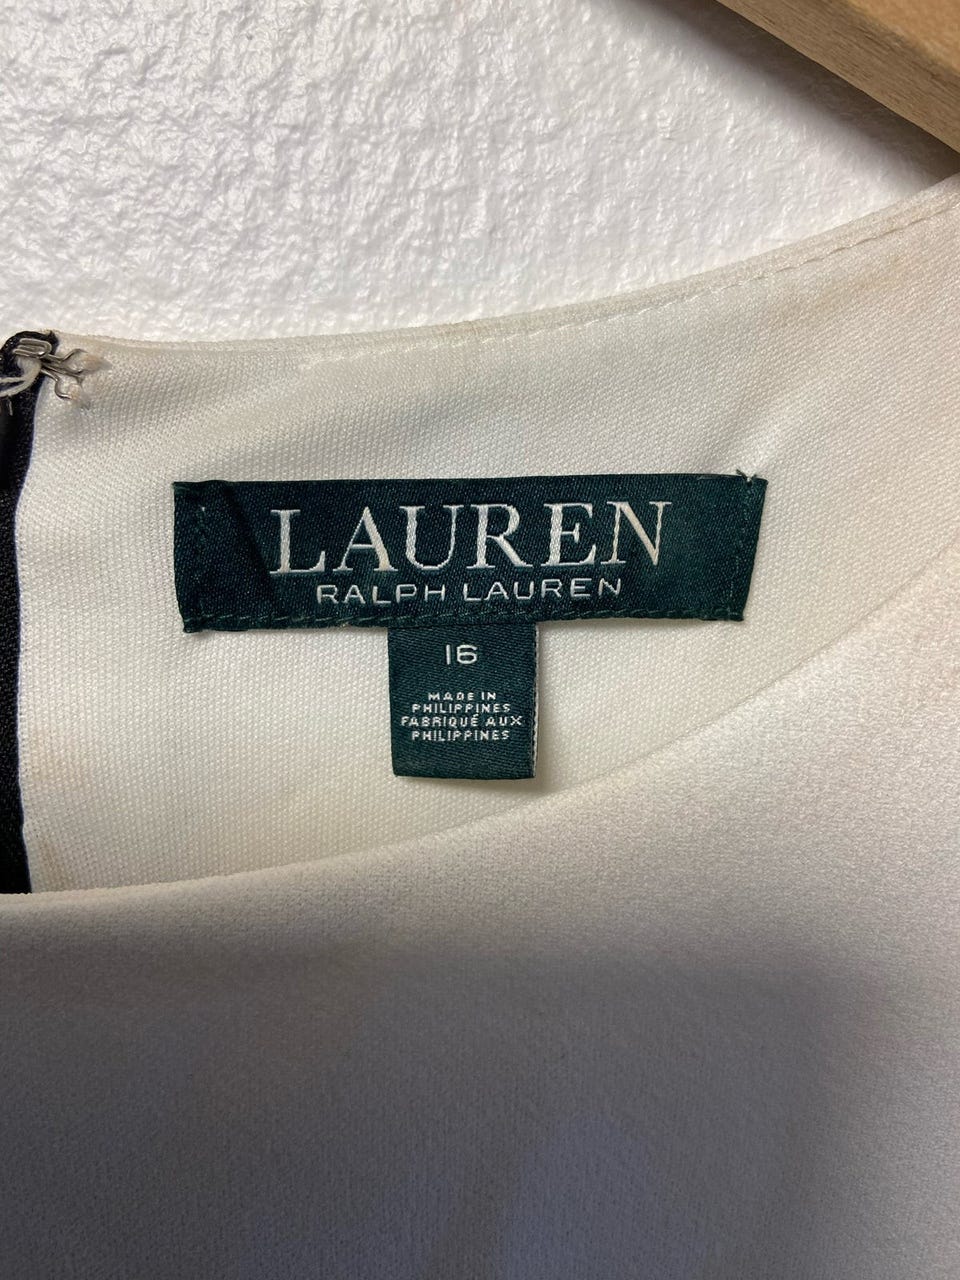 LAUREN
RALPH LAUREN
16
MADE IN
PHILIPPINES
FABRIQUÉ AUX
PHILIPPINES